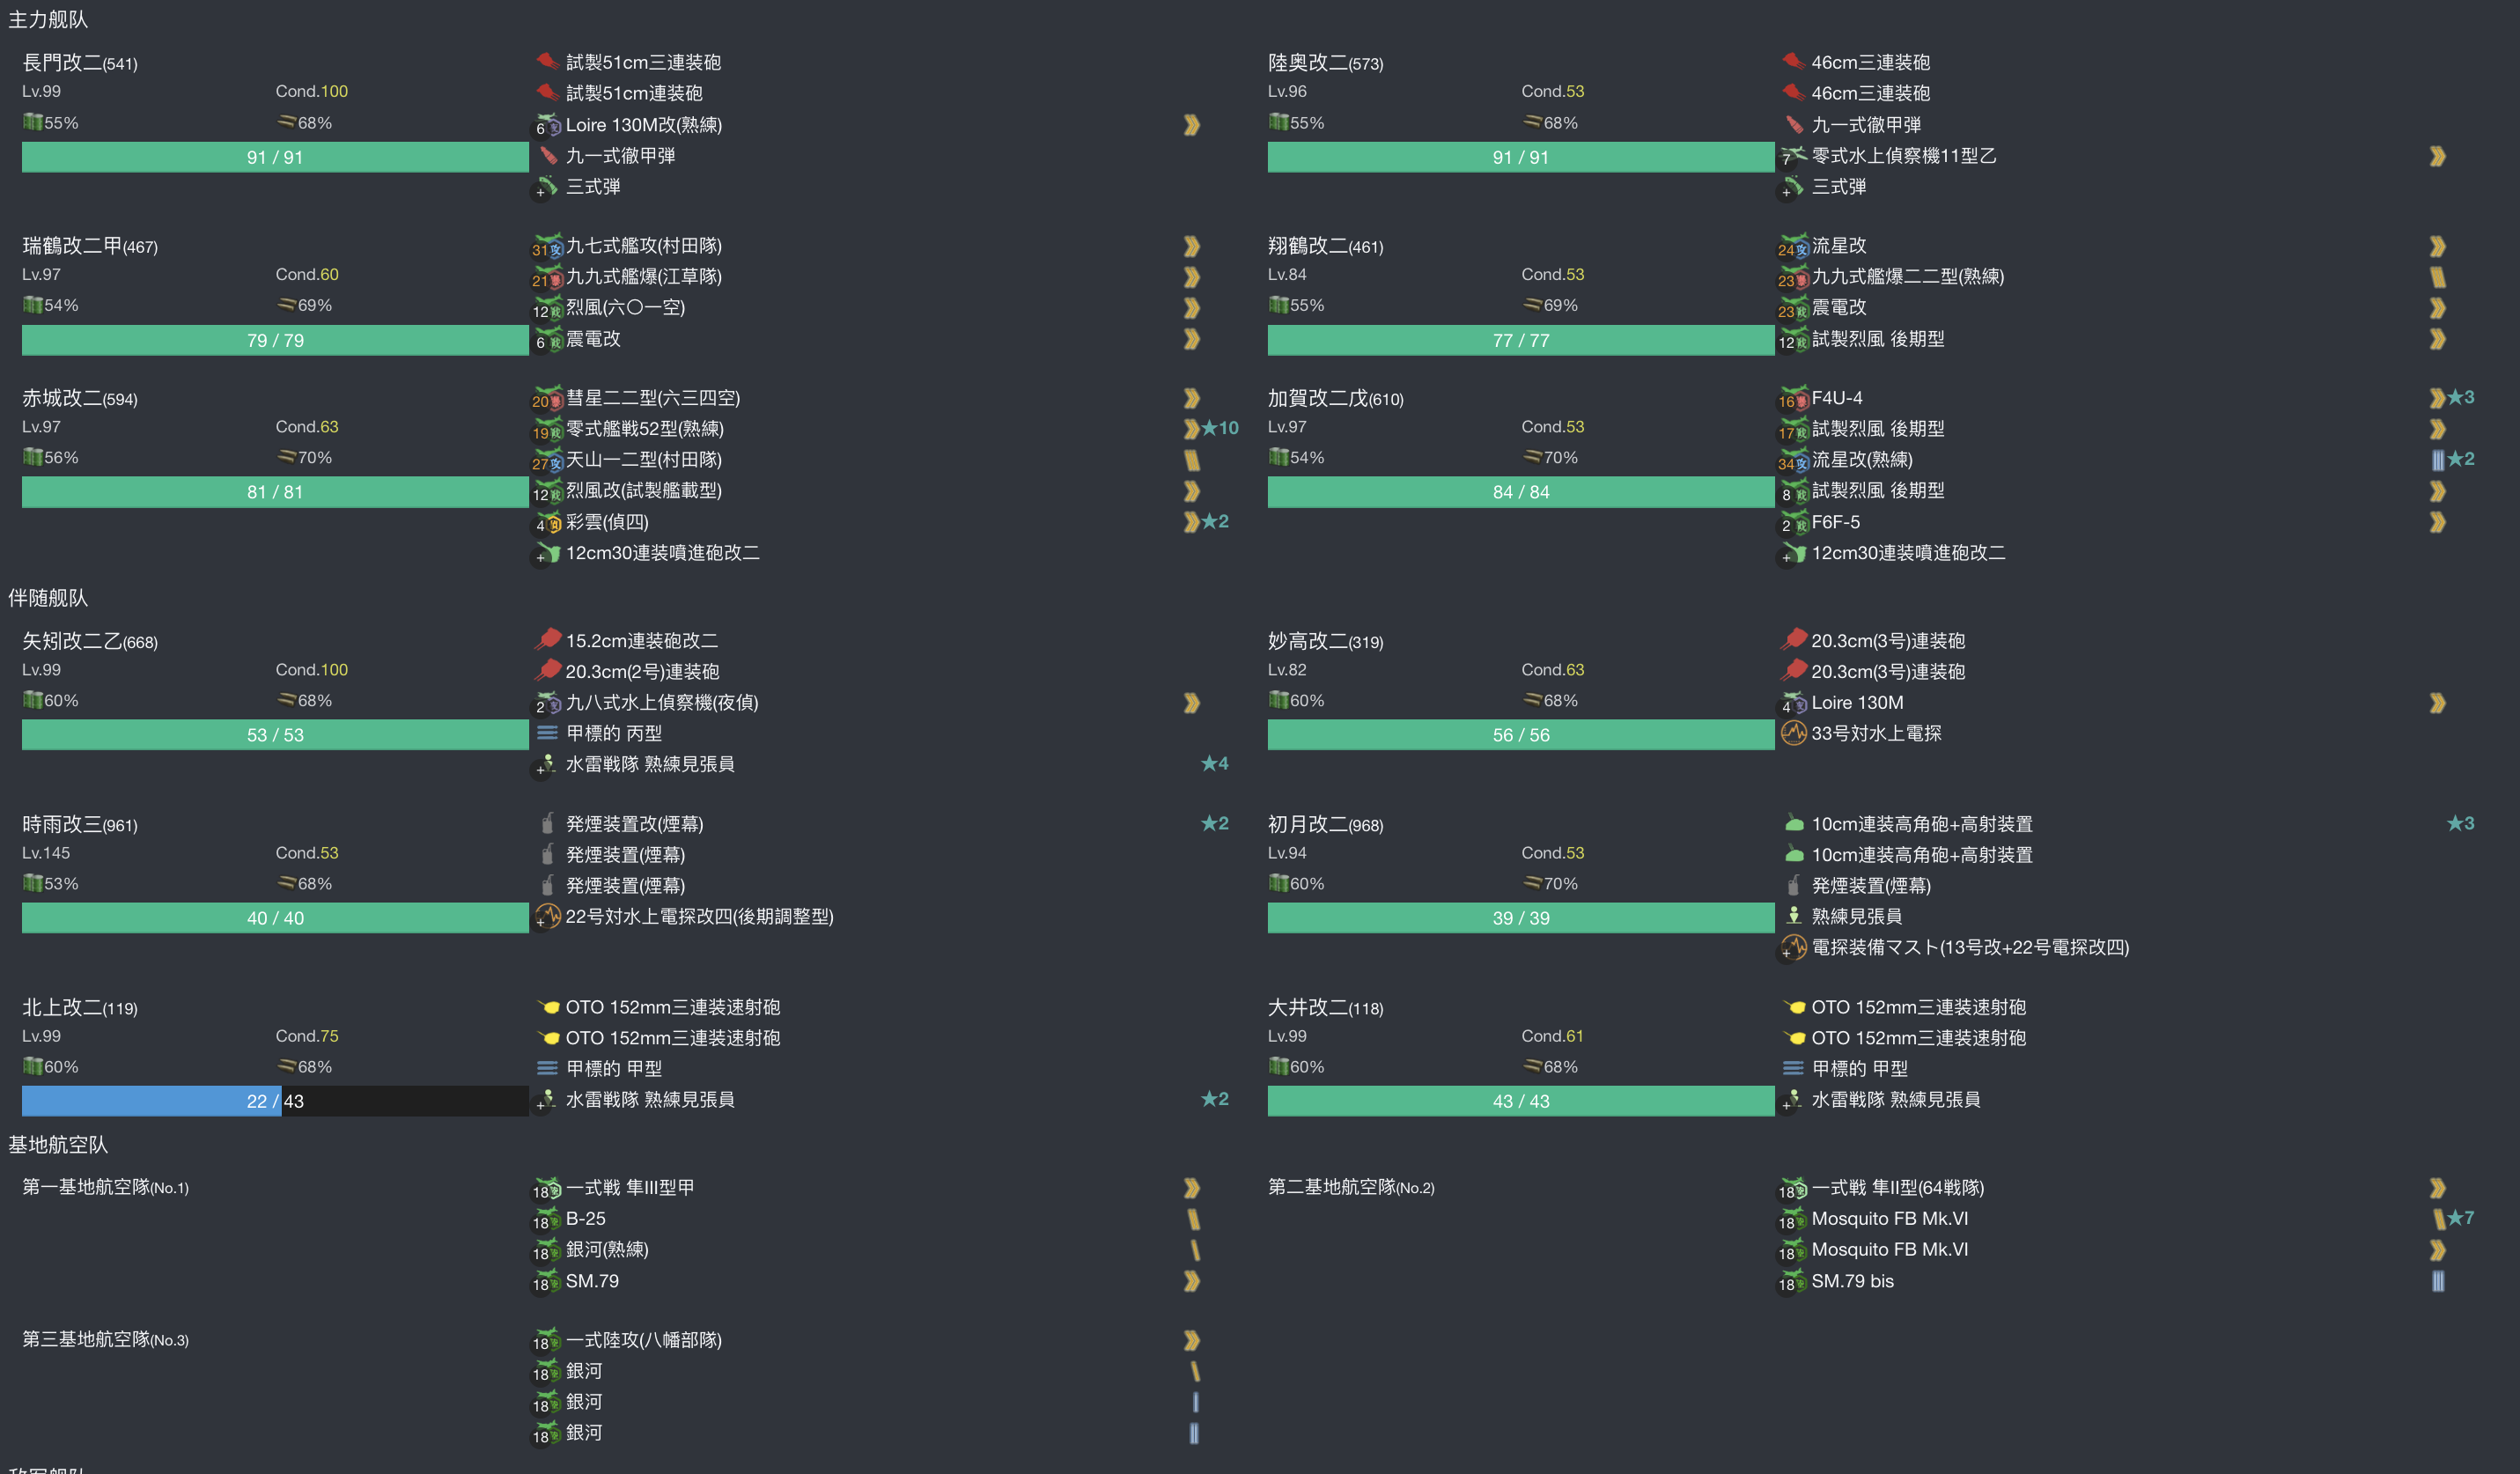 主力舰队
長門改二(541)
Lv.99 Cond.100
55% 68%
91 / 91
試製51cm三連装砲
試製51cm連装砲
6 Loire 130M改(熟練)
九一式徹甲弾
+ 三式弾
陸奥改二(573)
Lv.96 Cond.53
55% 68%
91 / 91
46cm三連装砲
46cm三連装砲
九一式徹甲弾
7 零式水上偵察機11型乙
+ 三式弾
瑞鶴改二甲(467)
Lv.97 Cond.60
54% 69%
79 / 79
31 九七式艦攻(村田隊)
21 九九式艦爆(江草隊)
12 烈風(六〇一空)
6 震電改
翔鶴改二(461)
Lv.84 Cond.53
55% 69%
77 / 77
24 流星改
23 九九式艦爆二二型(熟練)
23 震電改
12 試製烈風 後期型
赤城改二(594)
Lv.97 Cond.63
56% 70%
81 / 81
20 彗星二二型(六三四空)
19 零式艦戦52型(熟練) ★10
27 天山一二型(村田隊)
12 烈風改(試製艦載型)
4 彩雲(偵四) ★2
+ 12cm30連装噴進砲改二
加賀改二戊(610)
Lv.97 Cond.53
54% 70%
84 / 84
16 F4U-4 ★3
17 試製烈風 後期型
34 流星改(熟練) ★2
8 試製烈風 後期型
2 F6F-5
+ 12cm30連装噴進砲改二
伴随舰队
矢矧改二乙(668)
Lv.99 Cond.100
60% 68%
53 / 53
15.2cm連装砲改二
20.3cm(2号)連装砲
2 九八式水上偵察機(夜偵)
甲標的 丙型
+ 水雷戦隊 熟練見張員 ★4
妙高改二(319)
Lv.82 Cond.63
60% 68%
56 / 56
20.3cm(3号)連装砲
20.3cm(3号)連装砲
4 Loire 130M
33号対水上電探
時雨改三(961)
Lv.145 Cond.53
53% 68%
40 / 40
発煙装置改(煙幕) ★2
発煙装置(煙幕)
発煙装置(煙幕)
+ 22号対水上電探改四(後期調整型)
初月改二(968)
Lv.94 Cond.53
60% 70%
39 / 39
10cm連装高角砲+高射装置 ★3
10cm連装高角砲+高射装置
発煙装置(煙幕)
熟練見張員
+ 電探装備マスト(13号改+22号電探改四)
北上改二(119)
Lv.99 Cond.75
60% 68%
22 / 43
OTO 152mm三連装速射砲
OTO 152mm三連装速射砲
甲標的 甲型
+ 水雷戦隊 熟練見張員 ★2
大井改二(118)
Lv.99 Cond.61
60% 68%
43 / 43
OTO 152mm三連装速射砲
OTO 152mm三連装速射砲
甲標的 甲型
+ 水雷戦隊 熟練見張員
基地航空队
第一基地航空隊(No.1)
18 一式戦 隼III型甲
18 B-25
18 銀河(熟練)
18 SM.79
第二基地航空隊(No.2)
18 一式戦 隼II型(64戦隊)
18 Mosquito FB Mk.VI ★7
18 Mosquito FB Mk.VI
18 SM.79 bis
第三基地航空隊(No.3)
18 一式陸攻(八幡部隊)
18 銀河
18 銀河
18 銀河